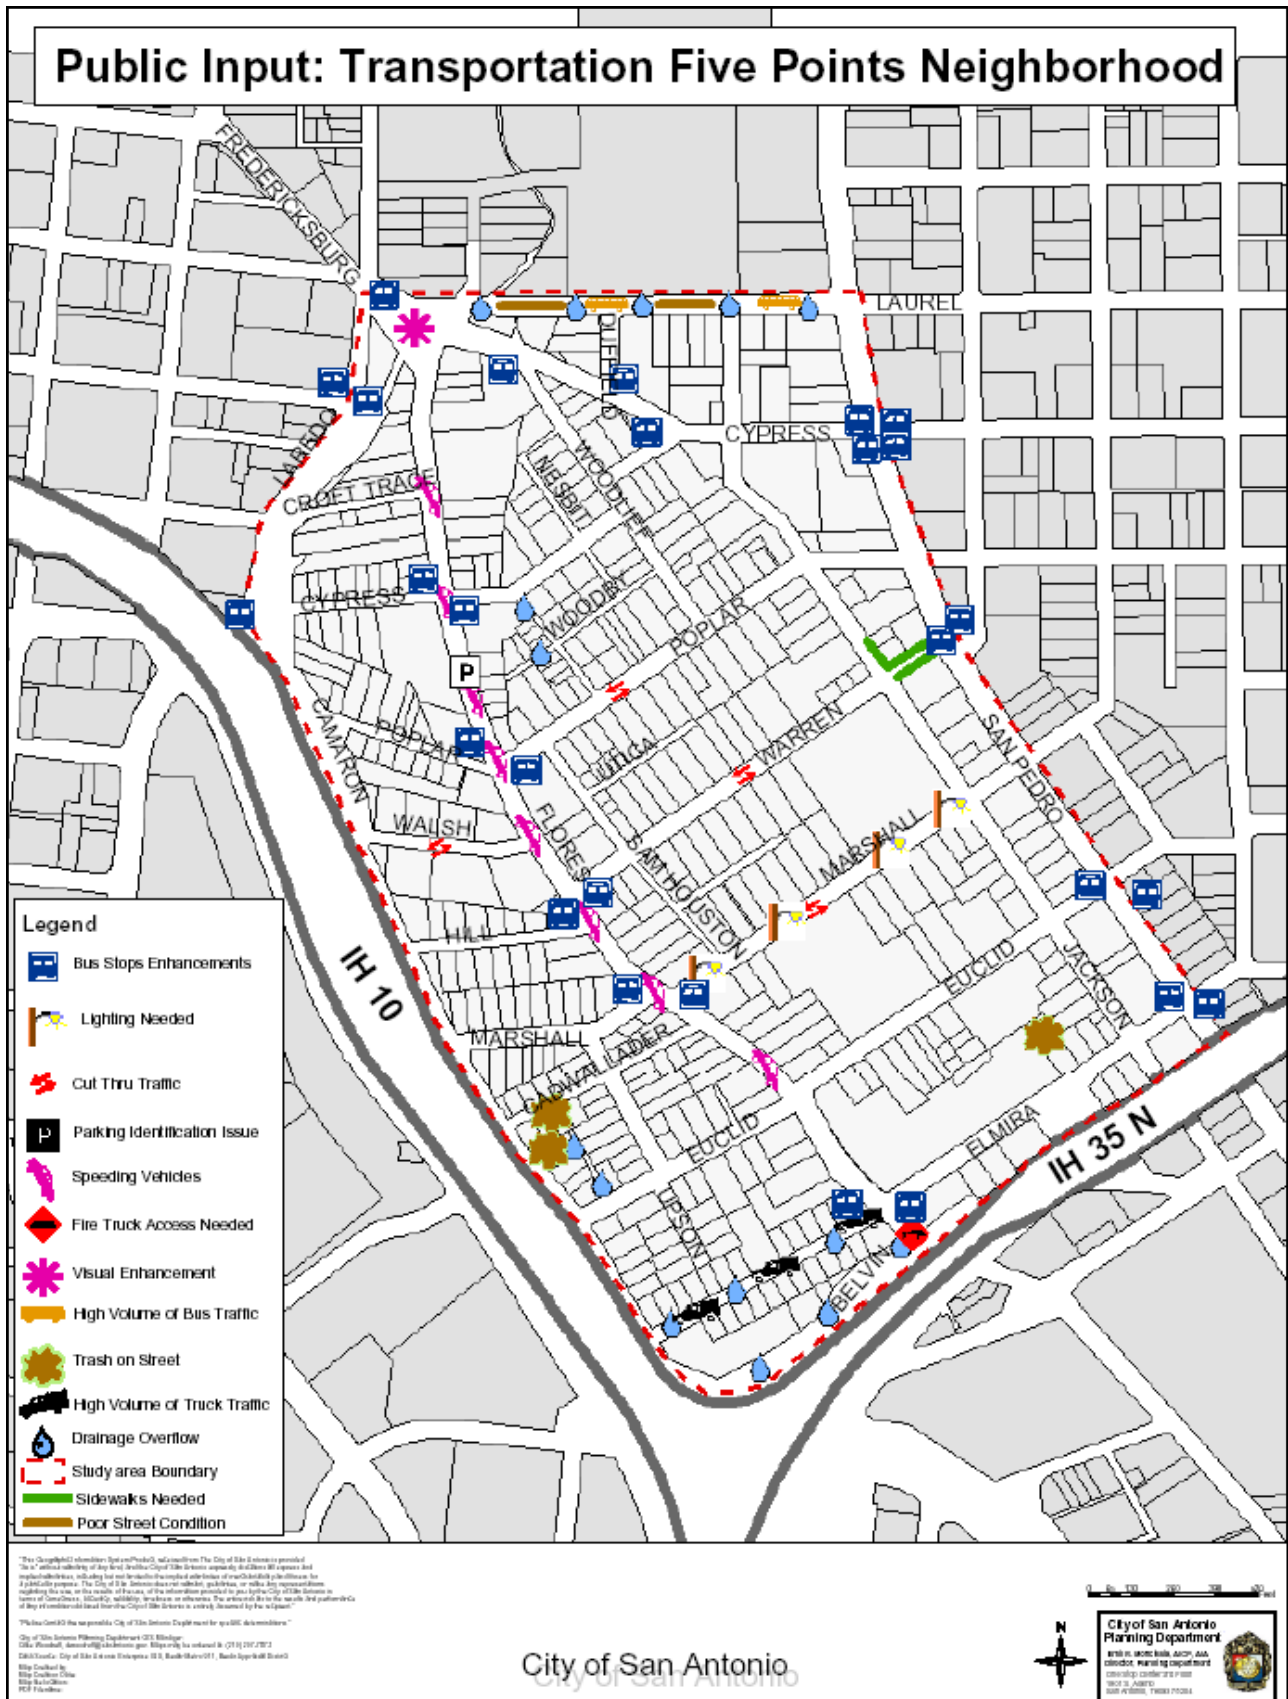 Public Input: Transportation Five Points Neighborhood
FREDERICKSBURG
LAUREL
DUFFIELD
CYPRESS
LAREDO
CROFT TRACE
NESBIT
WOODLIEF
CYPRESS
WOODBY
POPLAR
CAMARON
POPLAR
UTICA
WARREN
SAN PEDRO
WALSH
FLORES
SAM HOUSTON
MARSHALL
HILL
EUCLID
JACKSON
IH 10
MARSHALL
CADWALLADER
EUCLID
ELMIRA
IH 35 N
UPSON
BELVIN
P
Legend
Bus Stops Enhancements
Lighting Needed
Cut Thru Traffic
P
Parking Identification Issue
Speeding Vehicles
Fire Truck Access Needed
Visual Enhancement
High Volume of Bus Traffic
Trash on Street
High Volume of Truck Traffic
Drainage Overflow
Study area Boundary
Sidewalks Needed
Poor Street Condition
City of San Antonio
N
City of San Antonio
Planning Department